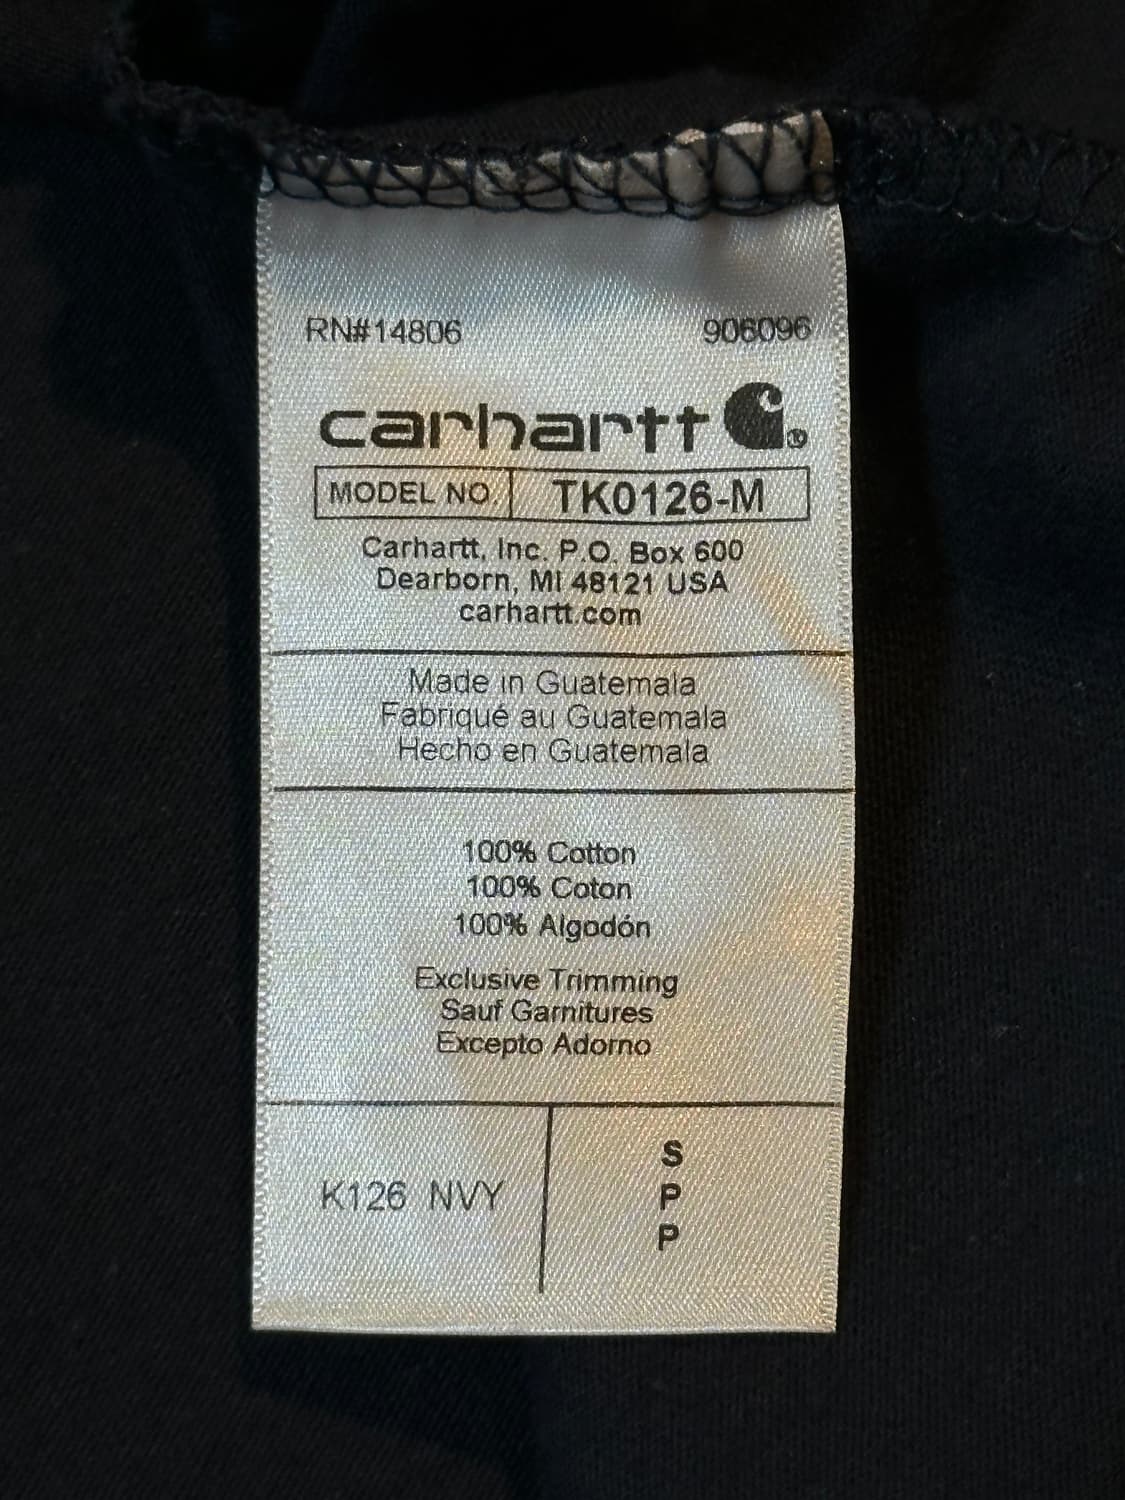 RN#14806 906096
carhartt ®
MODEL NO. TK0126-M
Carhartt, Inc. P.O. Box 600
Dearborn, MI 48121 USA
carhartt.com
Made in Guatemala
Fabriqué au Guatemala
Hecho en Guatemala
100% Cotton
100% Coton
100% Algodón
Exclusive Trimming
Sauf Garnitures
Excepto Adorno
K126 NVY
S
P
P